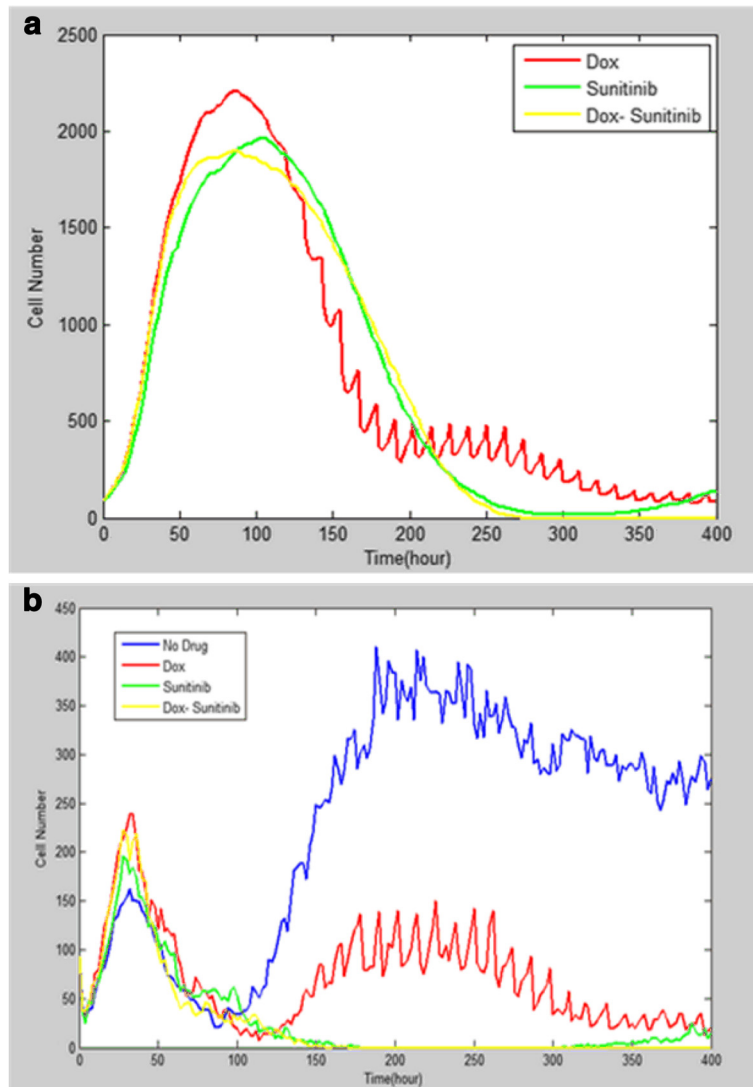 a
2500
2000
1500
1000
500
0
Cell Number
Dox
Sunitinib
Dox- Sunitinib
0 50 100 150 200 250 300 350 400
Time(hour)
b
450
400
350
300
250
200
150
100
50
0
Cell Number
No Drug
Dox
Sunitinib
Dox- Sunitinib
0 50 100 150 200 250 300 350 400
Time(hour)